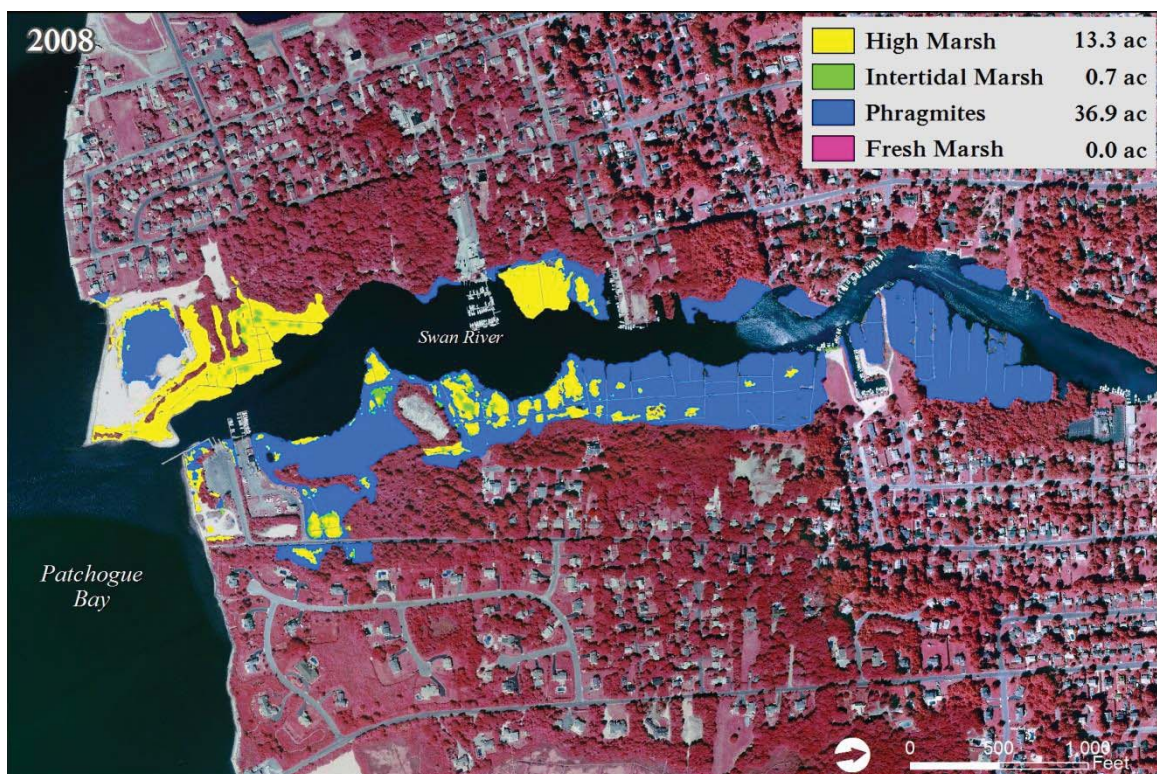 2008
High Marsh 13.3 ac
Intertidal Marsh 0.7 ac
Phragmites 36.9 ac
Fresh Marsh 0.0 ac
Swan River
Patchogue
Bay
0 500 1,000
Feet